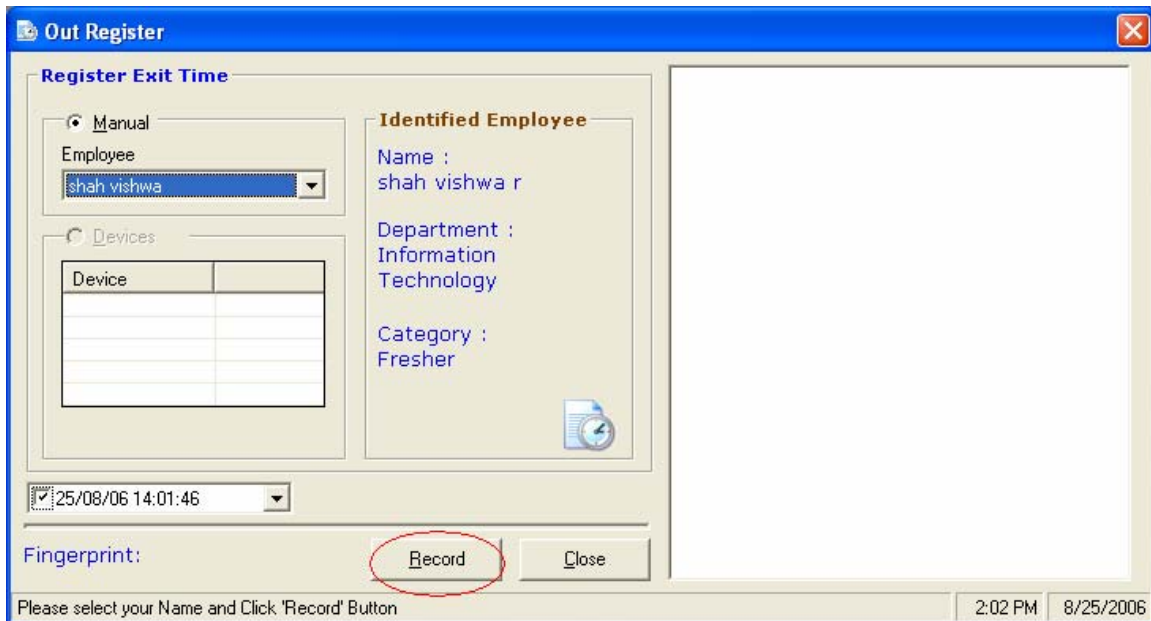 Out Register
Register Exit Time
Manual
Employee
shah vishwa
Devices
Device
Identified Employee
Name :
shah vishwa r
Department :
Information
Technology
Category :
Fresher
25/08/06 14:01:46
Fingerprint:
Record
Close
Please select your Name and Click 'Record' Button
2:02 PM
8/25/2006